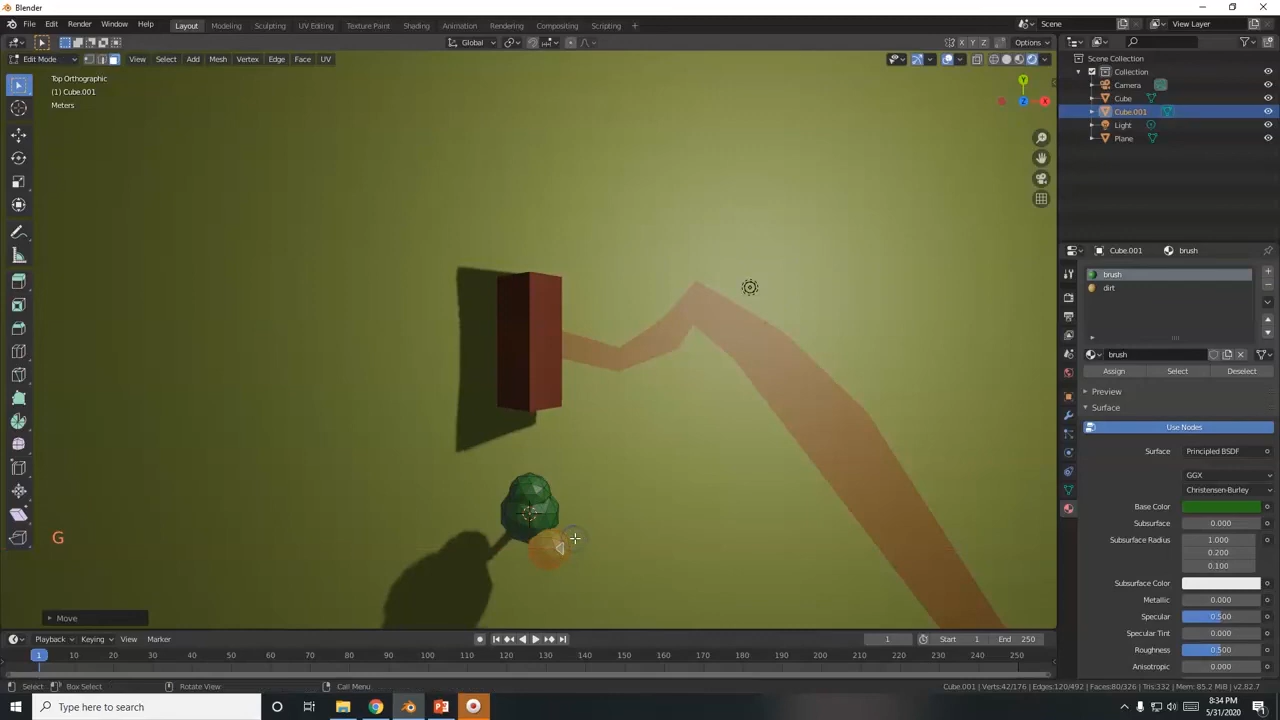 Blender
File Edit Render Window Help
Layout Modeling Sculpting UV Editing Texture Paint Shading Animation Rendering Compositing Scripting +
Scene
View Layer
Global
X Y Z
Options
Edit Mode
View Select Add Mesh Vertex Edge Face UV
Top Orthographic
(1) Cube.001
Meters
Y
X
Z
G
Move
Scene Collection
Collection
Camera
Cube
Cube.001
Light
Plane
Cube.001
brush
brush
dirt
brush
Assign Select Deselect
Preview
Surface
Use Nodes
Surface Principled BSDF
GGX
Christensen-Burley
Base Color
Subsurface 0.000
Subsurface Radius 1.000
0.200
0.100
Subsurface Color
Metallic 0.000
Specular 0.500
Specular Tint 0.000
Roughness 0.500
Anisotropic 0.000
Playback Keying View Marker
1
Start 1
End 250
1 10 20 30 40 50 60 70 80 90 100 110 120 130 140 150 160 170 180 190 200 210 220 230 240 250
Select Box Select Rotate View Call Menu
Cube.001 | Verts:42/176 | Edges:120/492 | Faces:80/326 | Tris:332 | Mem: 85.2 MiB | v2.82.7
Type here to search
8:34 PM
5/31/2020